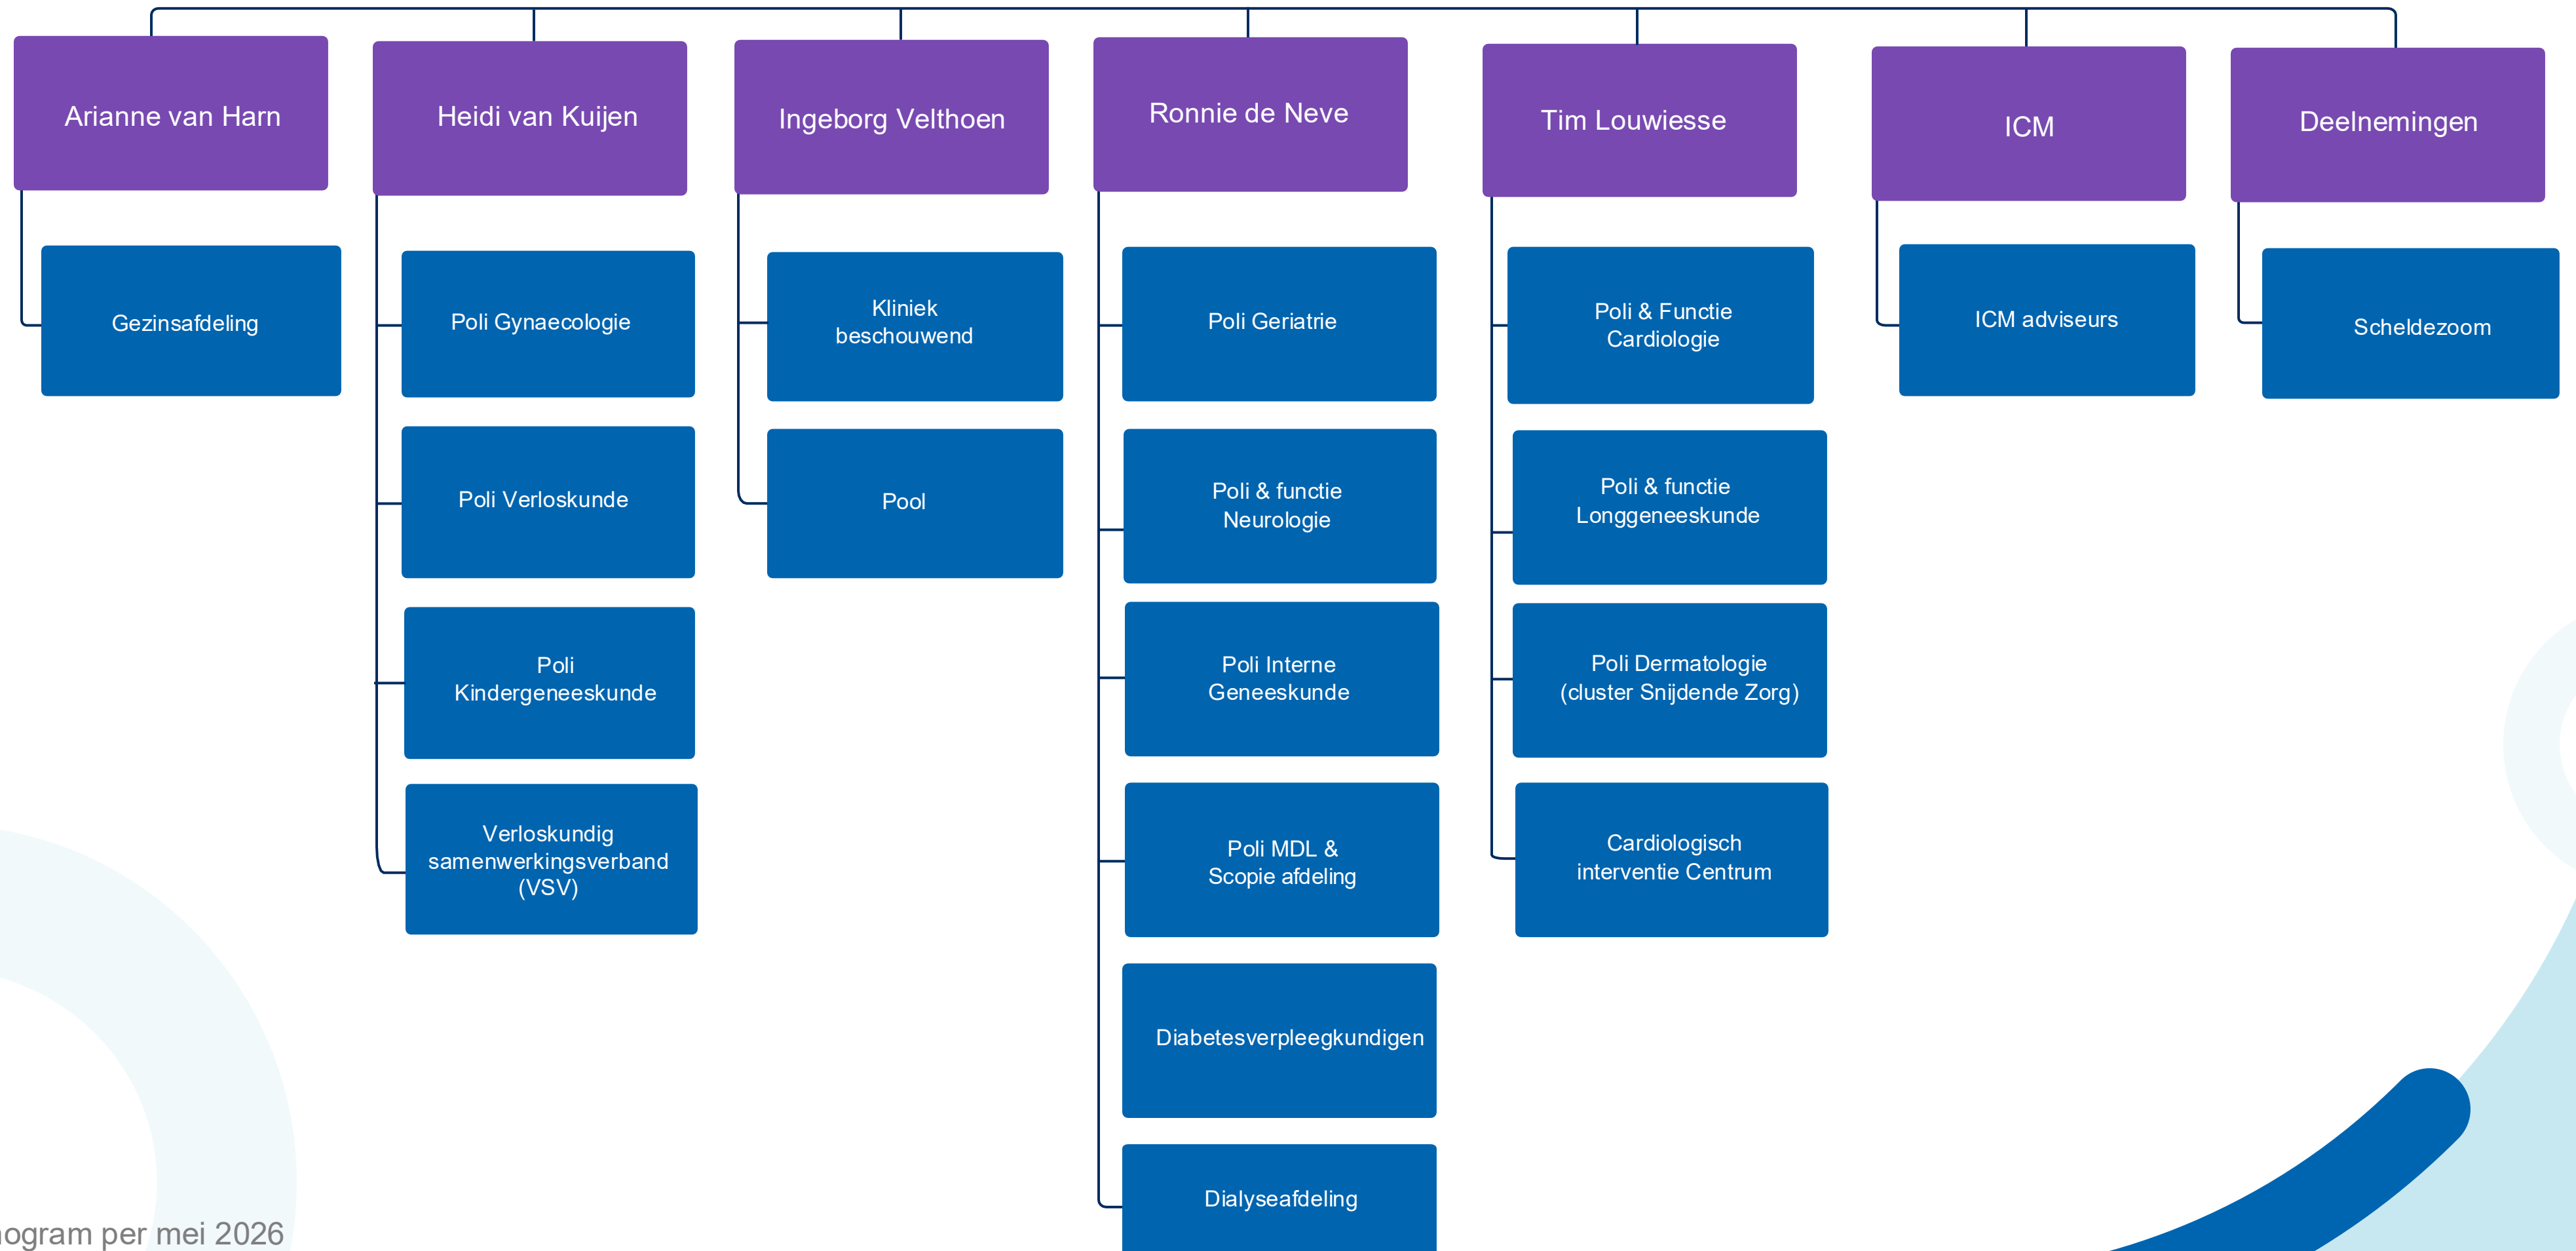 Arianne van Harn
Heidi van Kuijen
Ingeborg Velthoen
Ronnie de Neve
Tim Louwiesse
ICM
Deelnemingen
Gezinsafdeling
Poli Gynaecologie
Poli Verloskunde
Poli
Kindergeneeskunde
Verloskundig
samenwerkingsverband
(VSV)
Kliniek
beschouwend
Pool
Poli Geriatrie
Poli & functie
Neurologie
Poli Interne
Geneeskunde
Poli MDL &
Scopie afdeling
Diabetesverpleegkundigen
Dialyseafdeling
Poli & Functie
Cardiologie
Poli & functie
Longgeneeskunde
Poli Dermatologie
(cluster Snijdende Zorg)
Cardiologisch
interventie Centrum
ICM adviseurs
Scheldezoom
per mei 2026